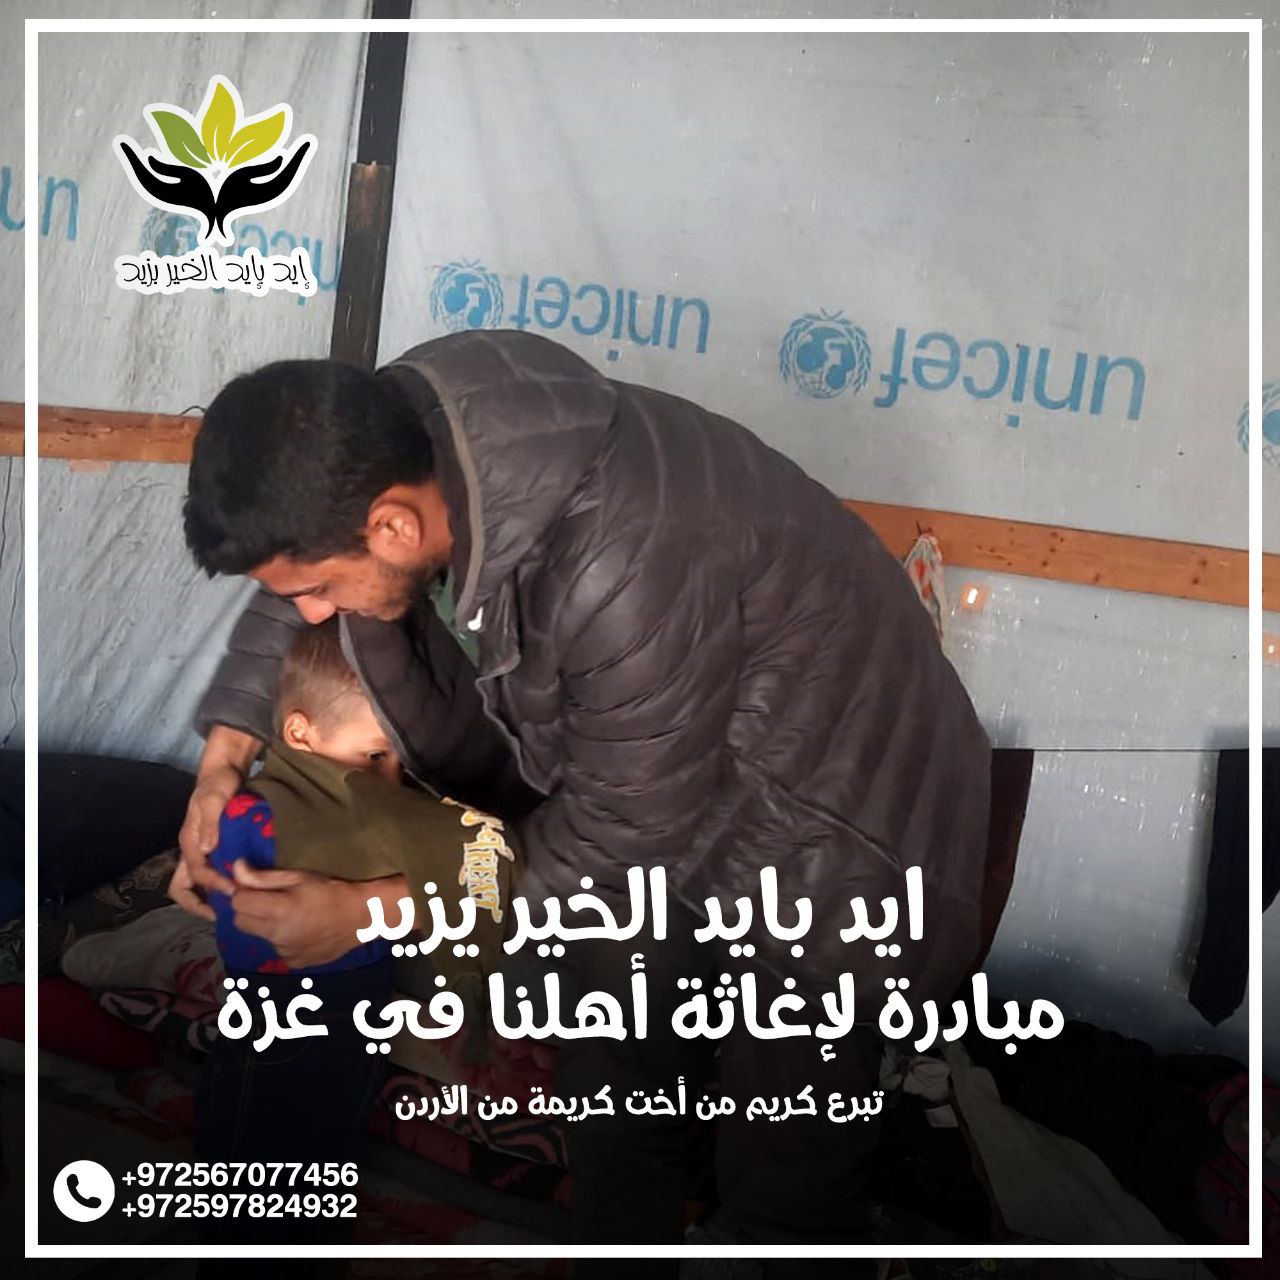 إيد بإيد الخير يزيد
unicef
unicef
ايد بايد الخير يزيد
مبادرة لإغاثة أهلنا في غزة
تبرع كريم من أخت كريمة من الأردن
+972567077456
+972597824932